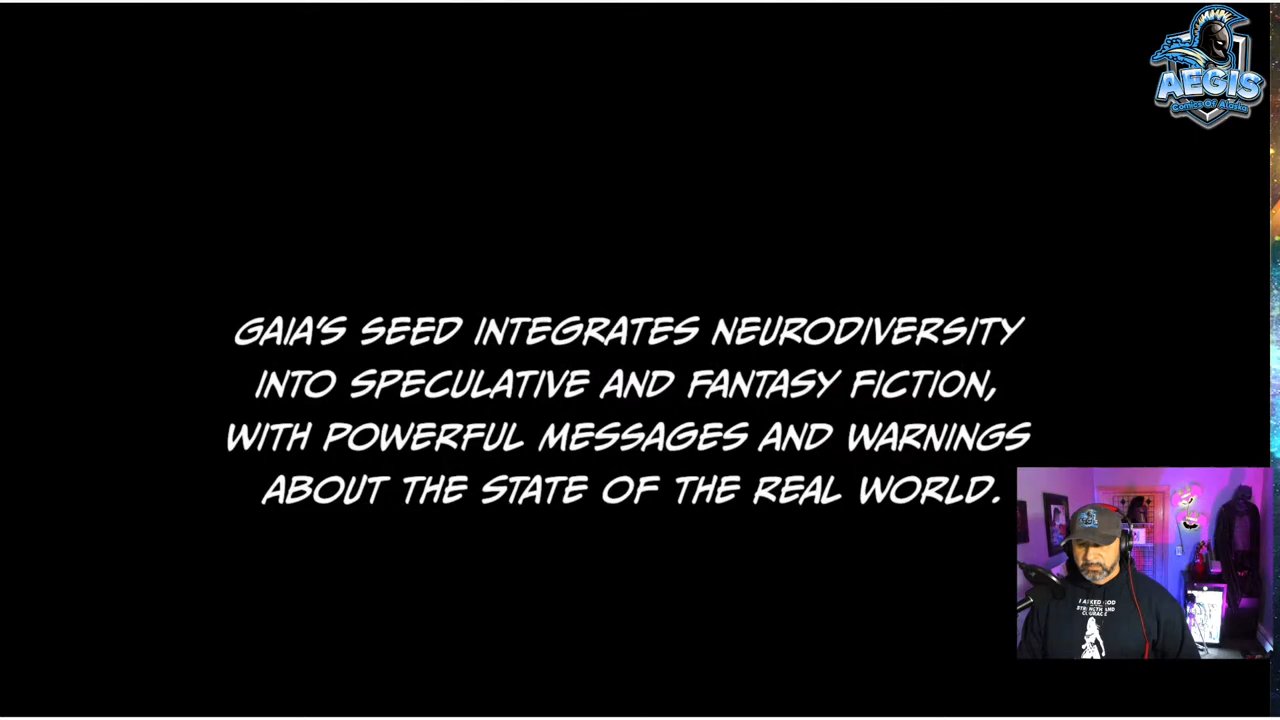 AEGIS
Comics Of Alaska
GAIA'S SEED INTEGRATES NEURODIVERSITY
INTO SPECULATIVE AND FANTASY FICTION,
WITH POWERFUL MESSAGES AND WARNINGS
ABOUT THE STATE OF THE REAL WORLD.
I ASKED GOD
STRENGTH AND
COURAGE